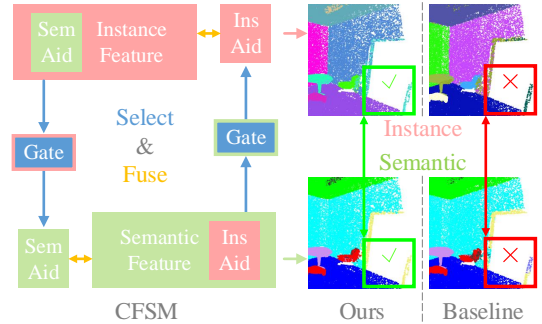 Sem
Aid
Instance
Feature
Ins
Aid
Gate
Select
&
Fuse
Gate
Instance
Semantic
Sem
Aid
Semantic
Feature
Ins
Aid
CFSM
Ours
Baseline